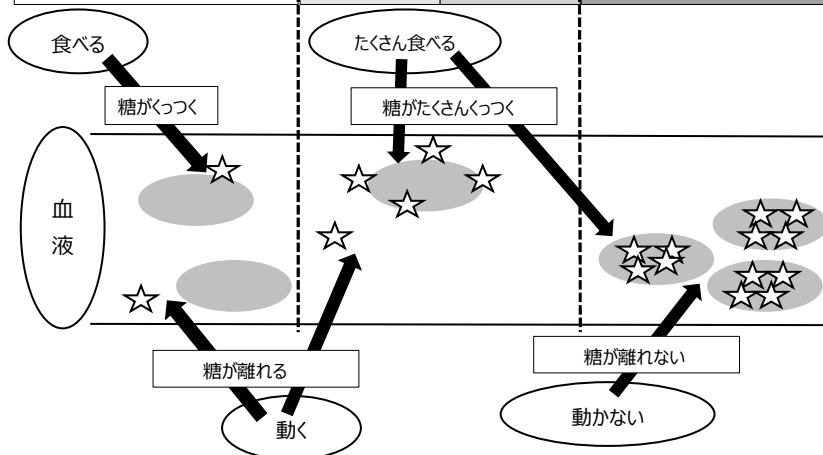 食べる
たくさん食べる
糖がくっつく
糖がたくさんくっつく
血
液
糖が離れる
糖が離れない
動く
動かない